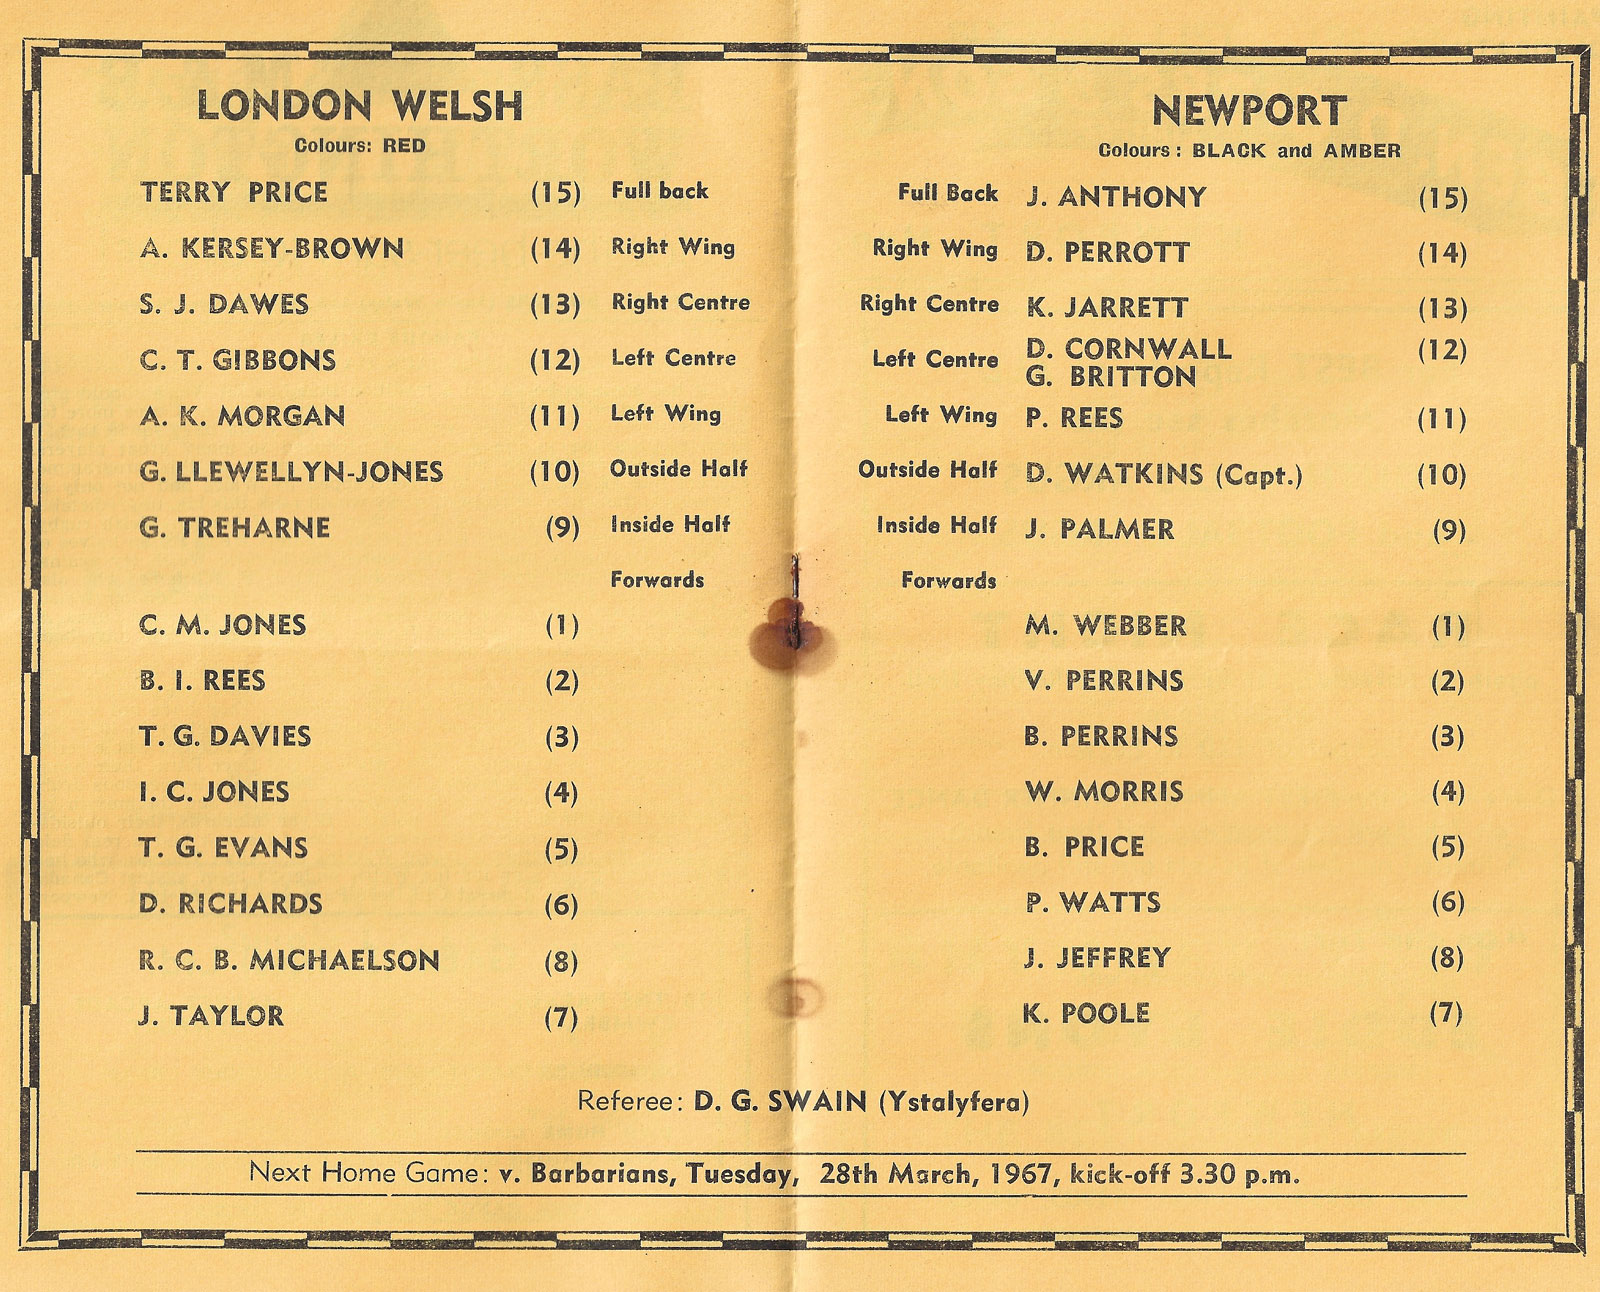 LONDON WELSH
Colours: RED
TERRY PRICE (15) Full back
A. KERSEY-BROWN (14) Right Wing
S. J. DAWES (13) Right Centre
C. T. GIBBONS (12) Left Centre
A. K. MORGAN (11) Left Wing
G. LLEWELLYN-JONES (10) Outside Half
G. TREHARNE (9) Inside Half
Forwards
C. M. JONES (1)
B. I. REES (2)
T. G. DAVIES (3)
I. C. JONES (4)
T. G. EVANS (5)
D. RICHARDS (6)
R. C. B. MICHAELSON (8)
J. TAYLOR (7)
NEWPORT
Colours : BLACK and AMBER
Full Back J. ANTHONY (15)
Right Wing D. PERROTT (14)
Right Centre K. JARRETT (13)
Left Centre D. CORNWALL (12)
G. BRITTON
Left Wing P. REES (11)
Outside Half D. WATKINS (Capt.) (10)
Inside Half J. PALMER (9)
Forwards
M. WEBBER (1)
V. PERRINS (2)
B. PERRINS (3)
W. MORRIS (4)
B. PRICE (5)
P. WATTS (6)
J. JEFFREY (8)
K. POOLE (7)
Referee: D. G. SWAIN (Ystalyfera)
Next Home Game: v. Barbarians, Tuesday, 28th March, 1967, kick-off 3.30 p.m.